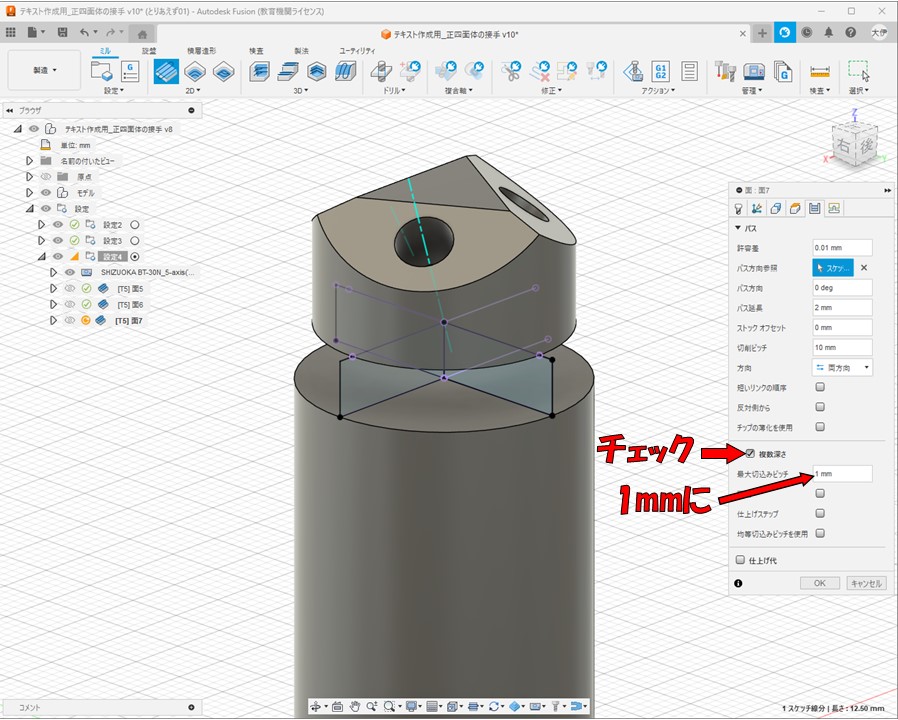 テキスト作成用_正四面体の接手 v10* (とりあえず01) - Autodesk Fusion (教育機関ライセンス)
テキスト作成用_正四面体の接手 v10*
大伊
ミル 旋盤 積層造形 検査 製法 ユーティリティ
製造
G1
G2
設定 2D 3D ドリル 複合軸 修正 アクション 管理 検査 選択
ブラウザ
テキスト作成用_正四面体の接手 v8
単位: mm
名前の付いたビュー
原点
モデル
設定
設定2
設定3
設定4
SHIZUOKA BT-30N_5-axis(...
[T5] 面5
[T5] 面6
[T5] 面7
Z
右 後
X
Y
面 : 面7
パス
許容差 0.01 mm
パス方向参照 スケッ...
パス方向 0 deg
パス延長 2 mm
ストック オフセット 0 mm
切削ピッチ 10 mm
方向 両方向
短いリンクの順序
反対側から
チップの薄化を使用
チェック
複数深さ
最大切込みピッチ 1 mm
1mmに
仕上げステップ
均等切込みピッチを使用
仕上げ代
OK キャンセル
コメント
1 スケッチ線分 | 長さ : 12.50 mm